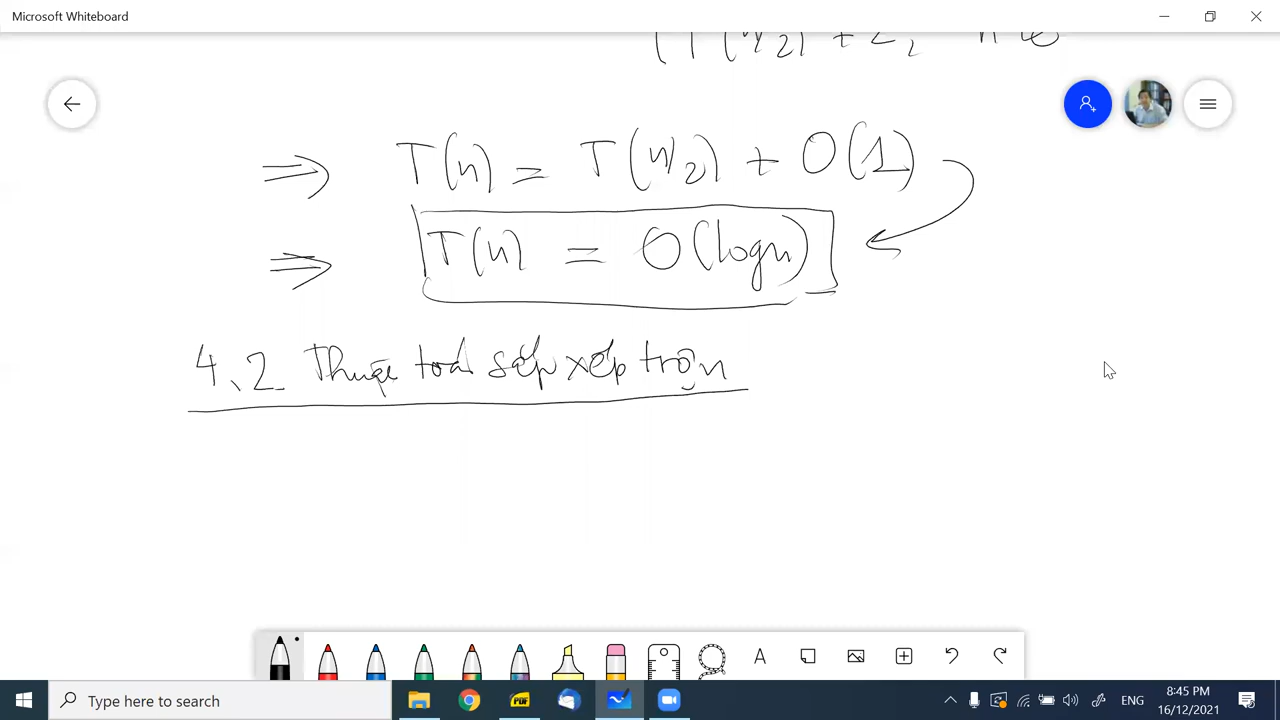 Microsoft Whiteboard
⇒ T(n) = T(n/2) + O(1)
⇒ T(n) = O(logn)
4.2 Thuật toán sắp xếp trộn
A
Type here to search
PDF
ENG
8:45 PM
16/12/2021